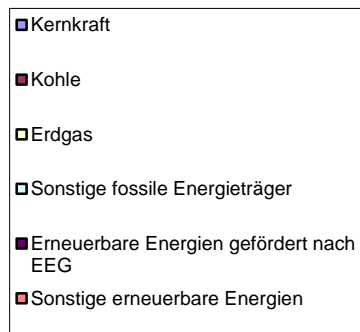 Kernkraft
Kohle
Erdgas
Sonstige fossile Energieträger
Erneuerbare Energien gefördert nach
EEG
Sonstige erneuerbare Energien